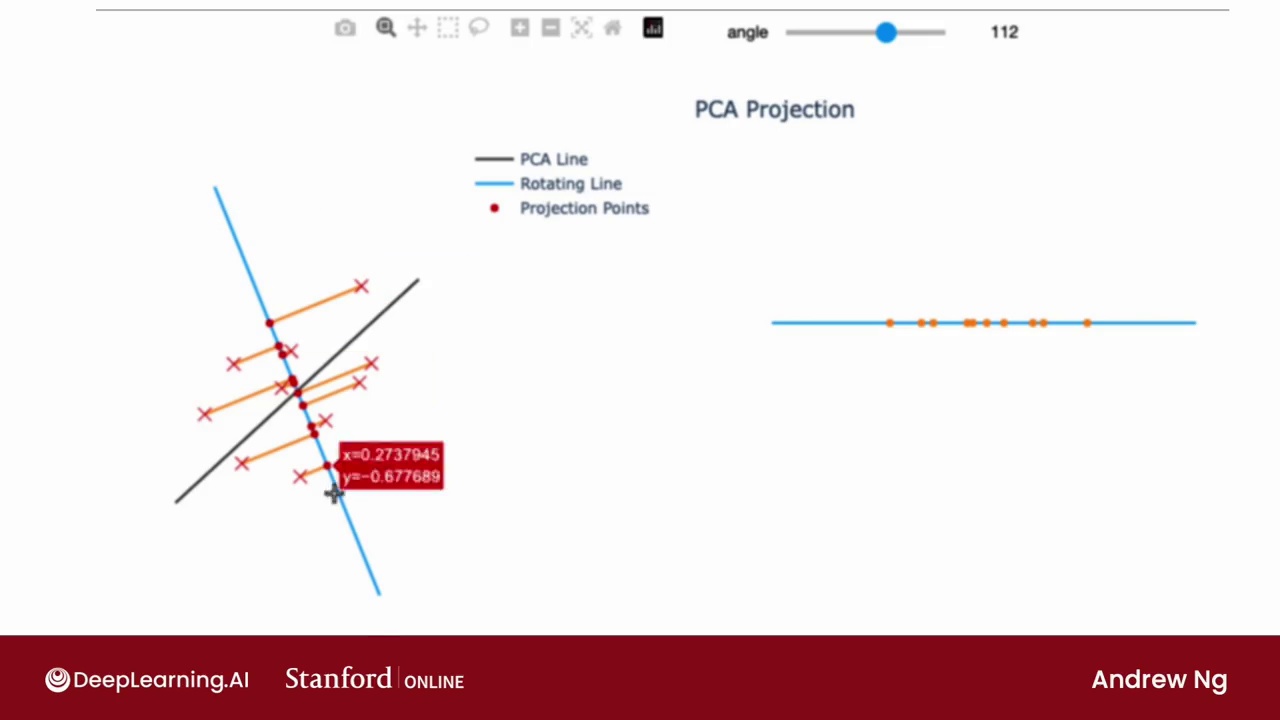 angle 112
PCA Projection
PCA Line
Rotating Line
Projection Points
x=0.2737945
y=−0.677689
DeepLearning.AI Stanford ONLINE Andrew Ng